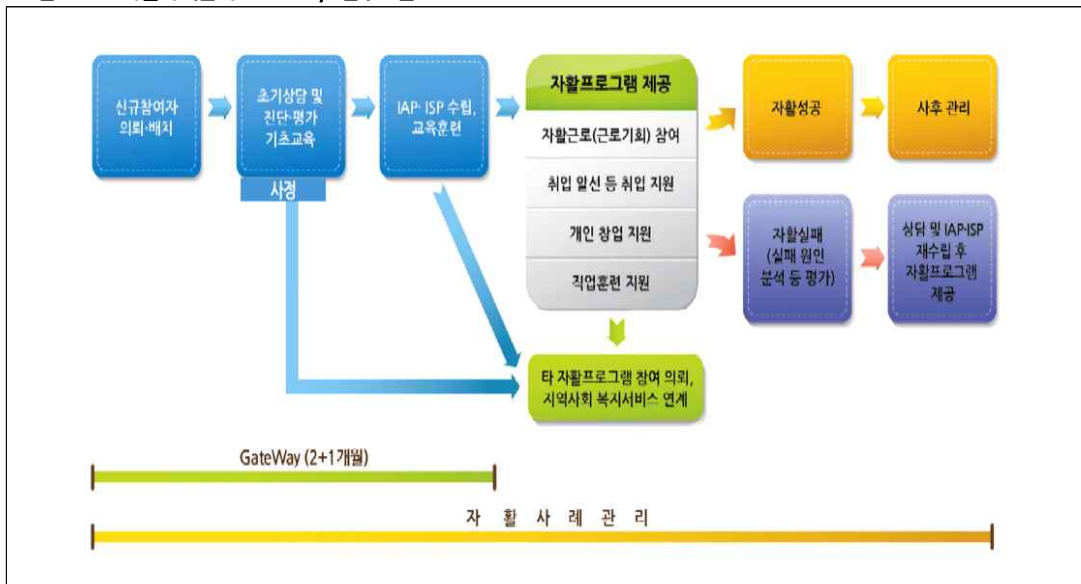 신규참여자
의뢰·배치
초기상담 및
진단·평가
기초교육
사정
IAP· ISP 수립,
교육훈련
자활프로그램 제공
자활근로(근로기회) 참여
취업 알선 등 취업 지원
개인 창업 지원
직업훈련 지원
자활성공
사후 관리
자활실패
(실패 원인
분석 등 평가)
상담 및 IAP·ISP
재수립 후
자활프로그램
제공
타 자활프로그램 참여 의뢰,
지역사회 복지서비스 연계
GateWay (2+1개월)
자 활 사 례 관 리